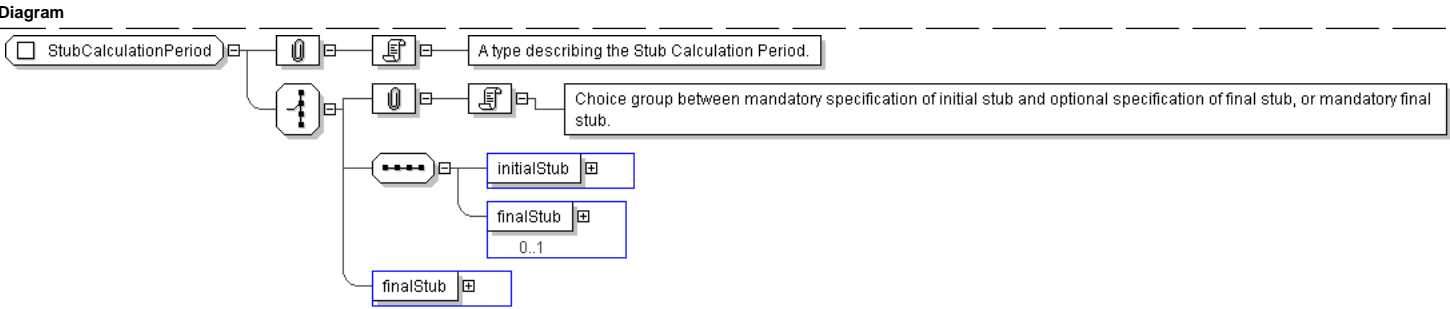 Diagram
StubCalculationPeriod
A type describing the Stub Calculation Period.
Choice group between mandatory specification of initial stub and optional specification of final stub, or mandatory final
stub.
initialStub
finalStub
0..1
finalStub